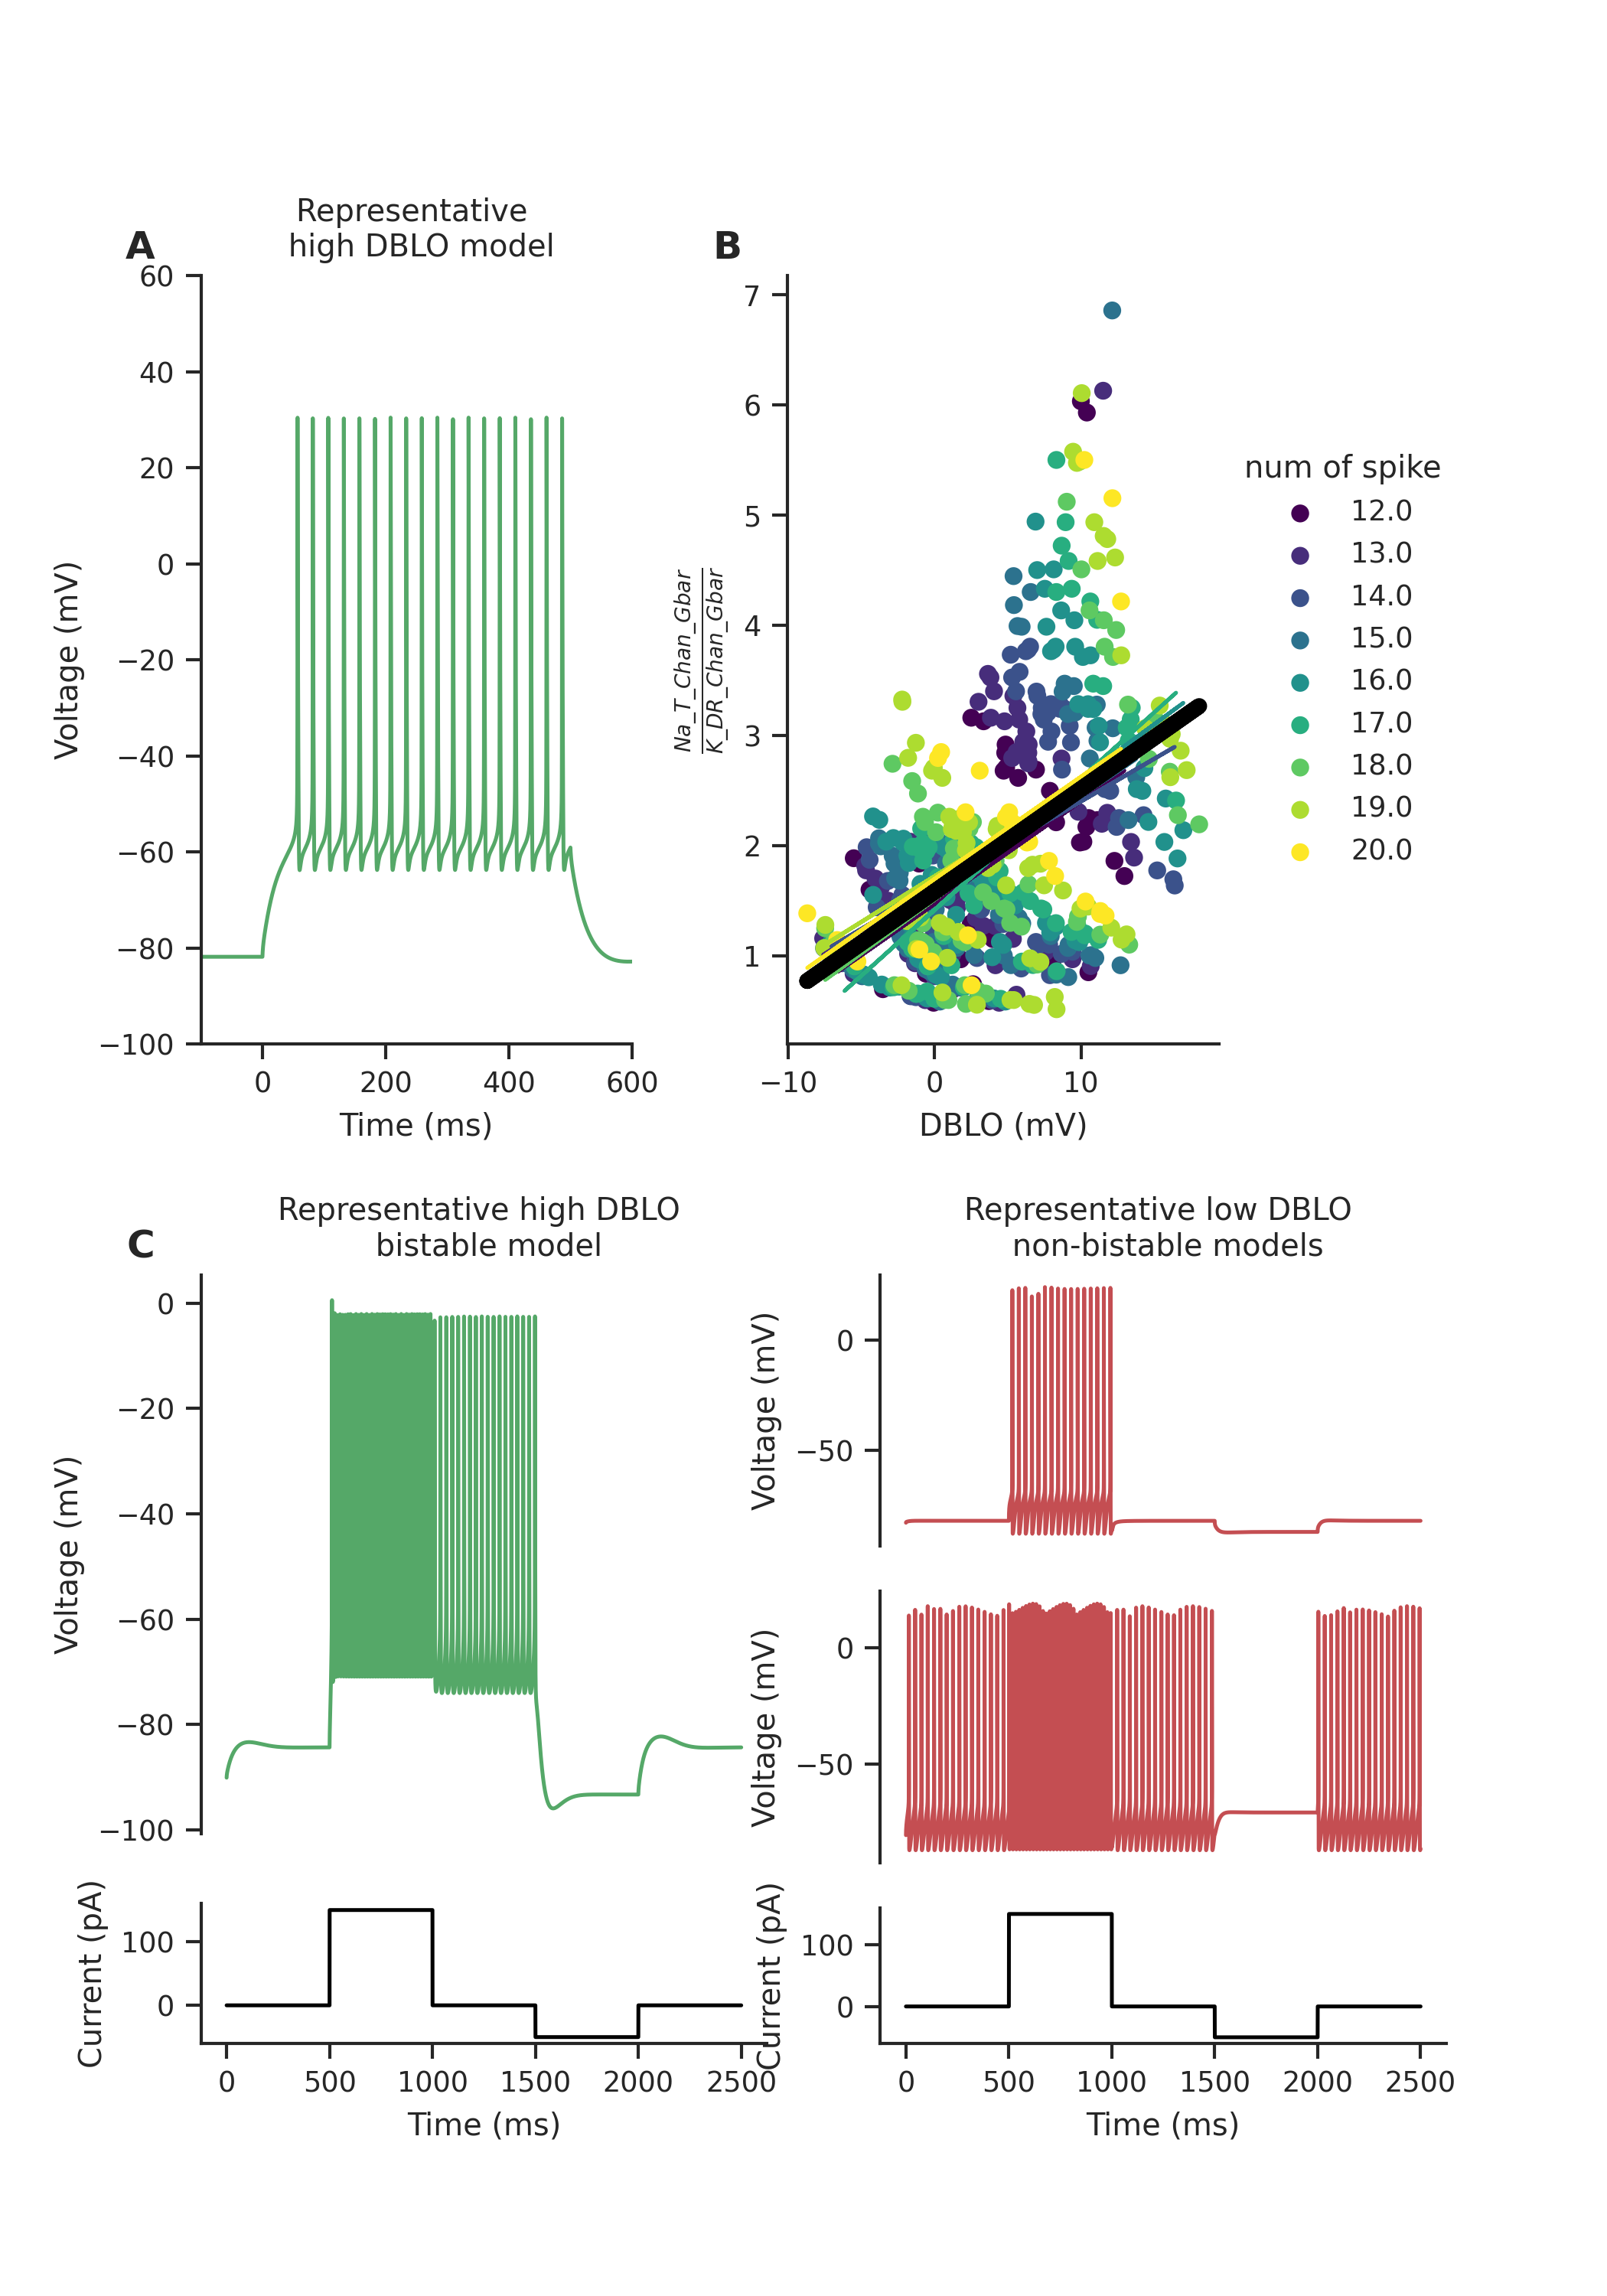 Representative
high DBLO model
A
B
60
40
20
0
−20
−40
−60
−80
−100
Voltage (mV)
0
200
400
600
Time (ms)
7
6
5
4
3
2
1
Na_T_Chan_Gbar
K_DR_Chan_Gbar
−10
0
10
DBLO (mV)
num of spike
12.0
13.0
14.0
15.0
16.0
17.0
18.0
19.0
20.0
C
Representative high DBLO
bistable model
0
−20
−40
−60
−80
−100
Voltage (mV)
100
0
Current (pA)
0
500
1000
1500
2000
2500
Time (ms)
Representative low DBLO
non-bistable models
0
−50
Voltage (mV)
0
−50
Voltage (mV)
100
0
Current (pA)
0
500
1000
1500
2000
2500
Time (ms)